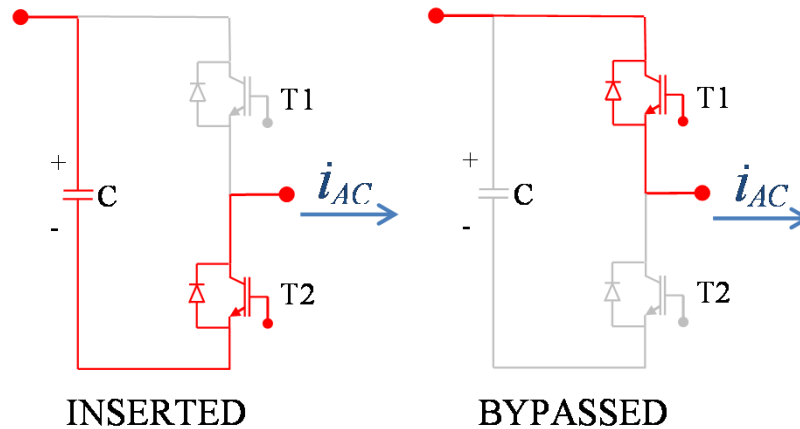 T1
+
C
-
i_AC
T2
INSERTED
T1
+
C
-
i_AC
T2
BYPASSED